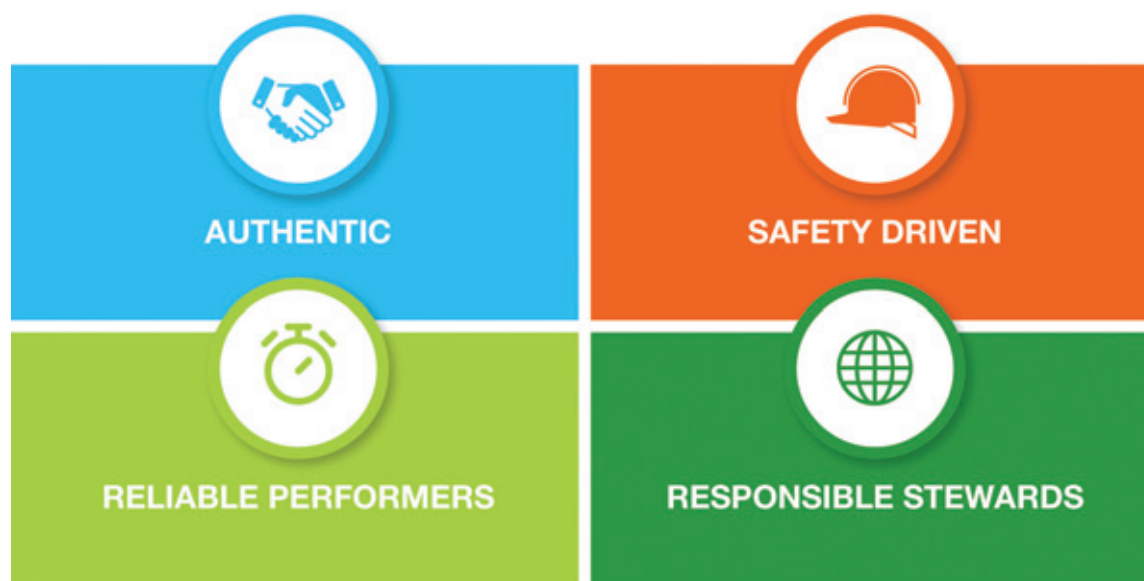 AUTHENTIC
SAFETY DRIVEN
RELIABLE PERFORMERS
RESPONSIBLE STEWARDS